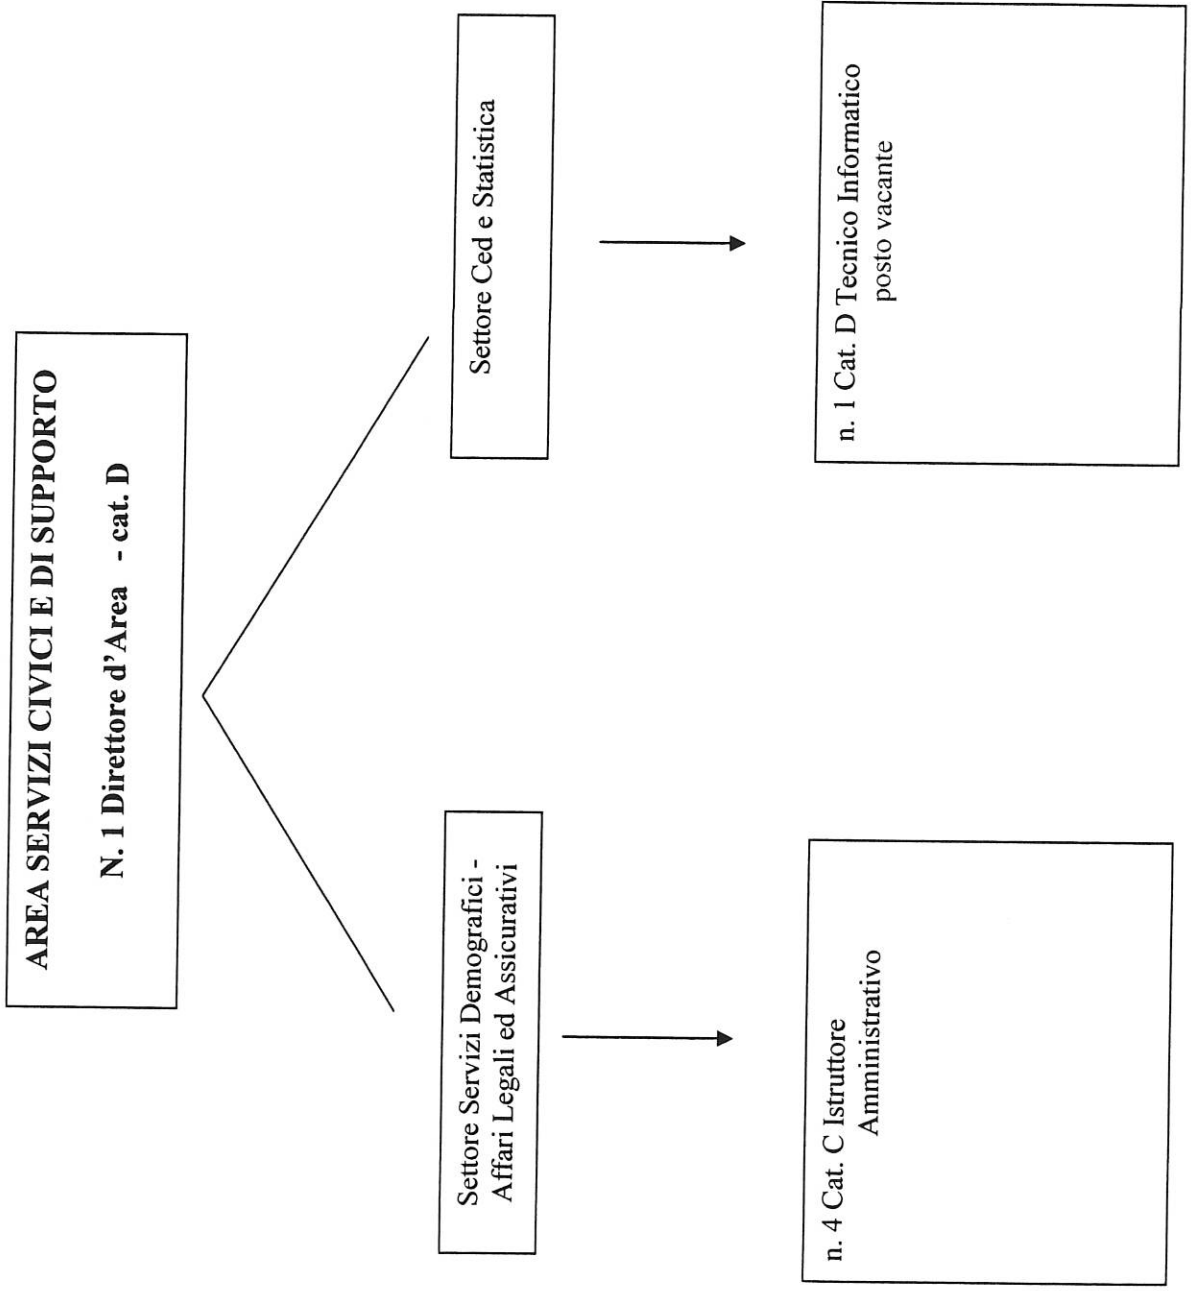 AREA SERVIZI CIVICI E DI SUPPORTO
N. 1 Direttore d'Area - cat. D
Settore Servizi Demografici -
Affari Legali ed Assicurativi
Settore Ced e Statistica
n. 4 Cat. C Istruttore
Amministrativo
n. 1 Cat. D Tecnico Informatico
posto vacante